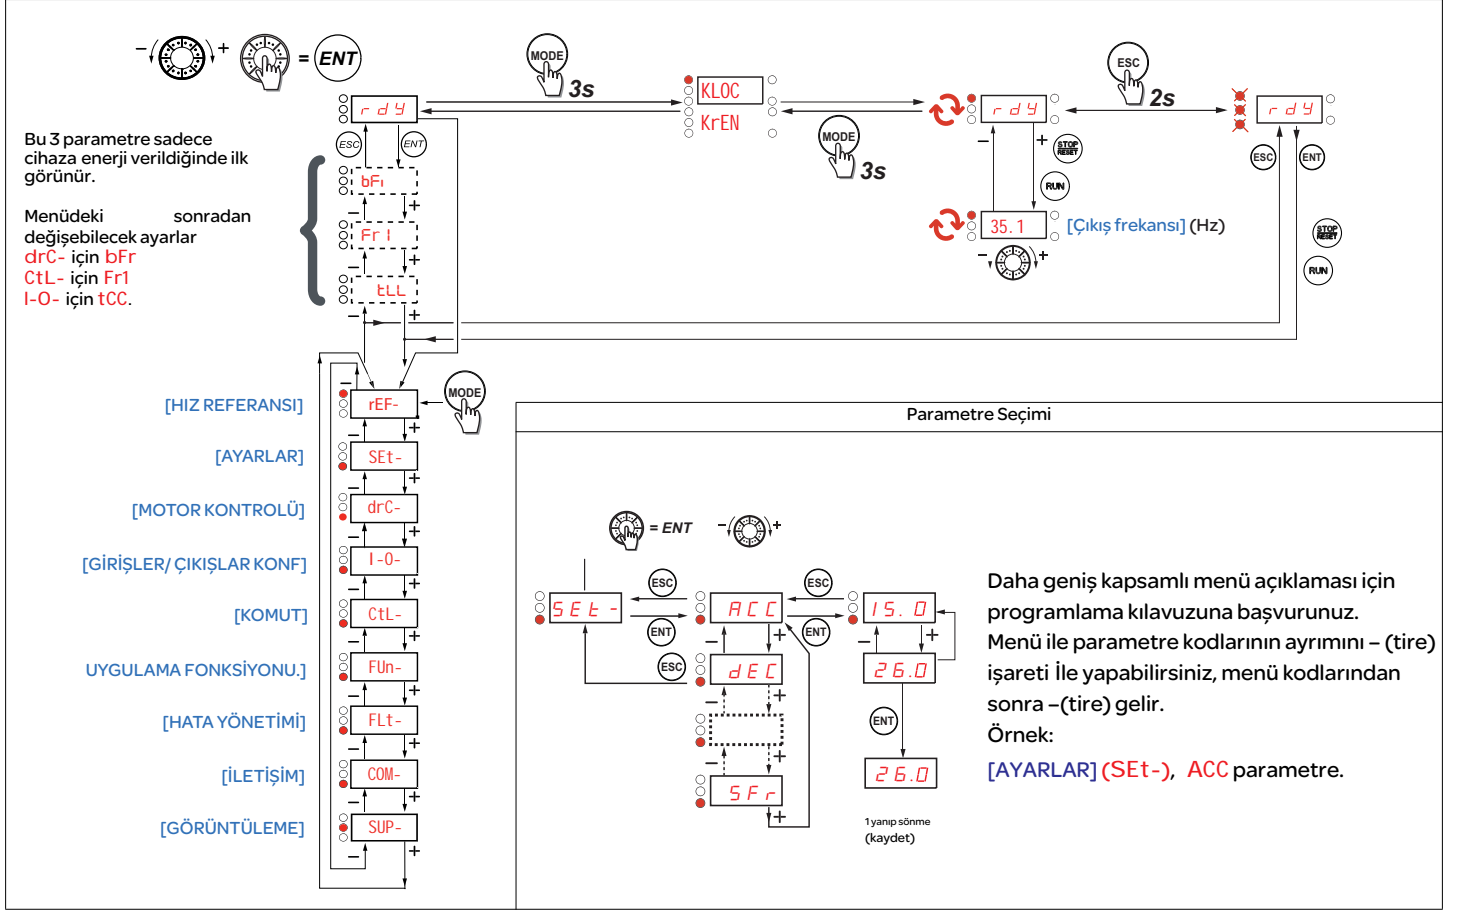 – + = ENT
MODE
3s
KLOC
KrEN
MODE
3s
rdY
ESC
2s
rdY
rdY
ESC
ENT
Bu 3 parametre sadece
cihaza enerji verildiğinde ilk
görünür.
Menüdeki sonradan
değişebilecek ayarlar
drC- için bFr
CtL- için Fr1
I-O- için tCC.
bFr
– +
Fr1
– +
tLL
– +
– +
STOP
RESET
RUN
35.1
[Çıkış frekansı] (Hz)
– +
ESC
ENT
STOP
RESET
RUN
–
[HIZ REFERANSI]
rEF-
MODE
– +
[AYARLAR]
SEt-
– +
[MOTOR KONTROLÜ]
drC-
– +
[GİRİŞLER/ ÇIKIŞLAR KONF]
I-O-
– +
[KOMUT]
CtL-
– +
UYGULAMA FONKSİYONU.]
FUn-
– +
[HATA YÖNETİMİ]
FLt-
– +
[İLETİŞİM]
COM-
– +
[GÖRÜNTÜLEME]
SUP-
– +
Parametre Seçimi
= ENT – +
SEt-
ESC
ENT
ESC
ACC
– +
dEC
– +
– +
SFr
+
ESC
ENT
15.0
– +
26.0
ENT
26.0
1 yanıp sönme
(kaydet)
Daha geniş kapsamlı menü açıklaması için
programlama kılavuzuna başvurunuz.
Menü ile parametre kodlarının ayrımını – (tire)
işareti İle yapabilirsiniz, menü kodlarından
sonra –(tire) gelir.
Örnek:
[AYARLAR] (SEt-), ACC parametre.